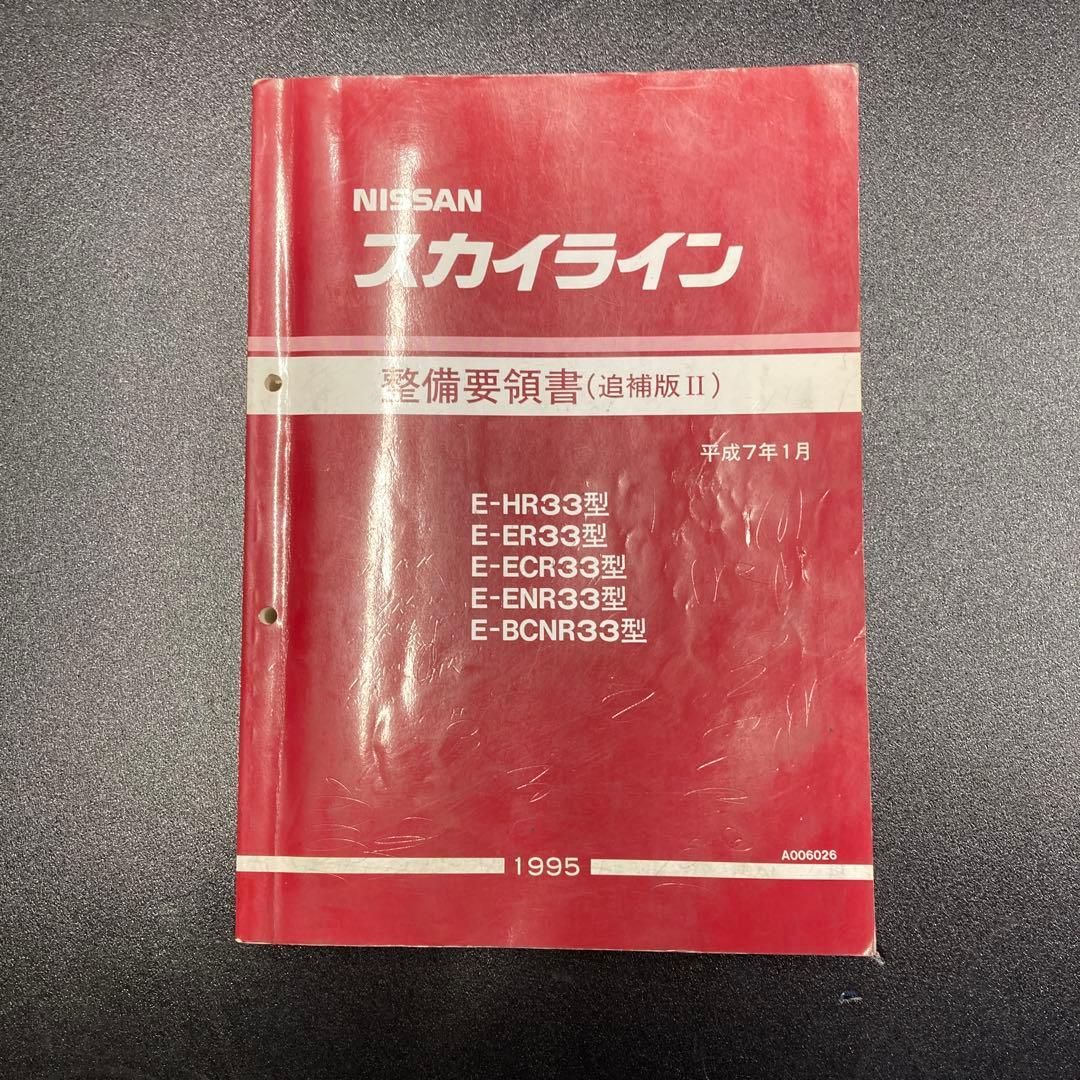 NISSAN
スカイライン
整備要領書(追補版II)
平成7年1月
E-HR33型
E-ER33型
E-ECR33型
E-ENR33型
E-BCNR33型
A006026
1995